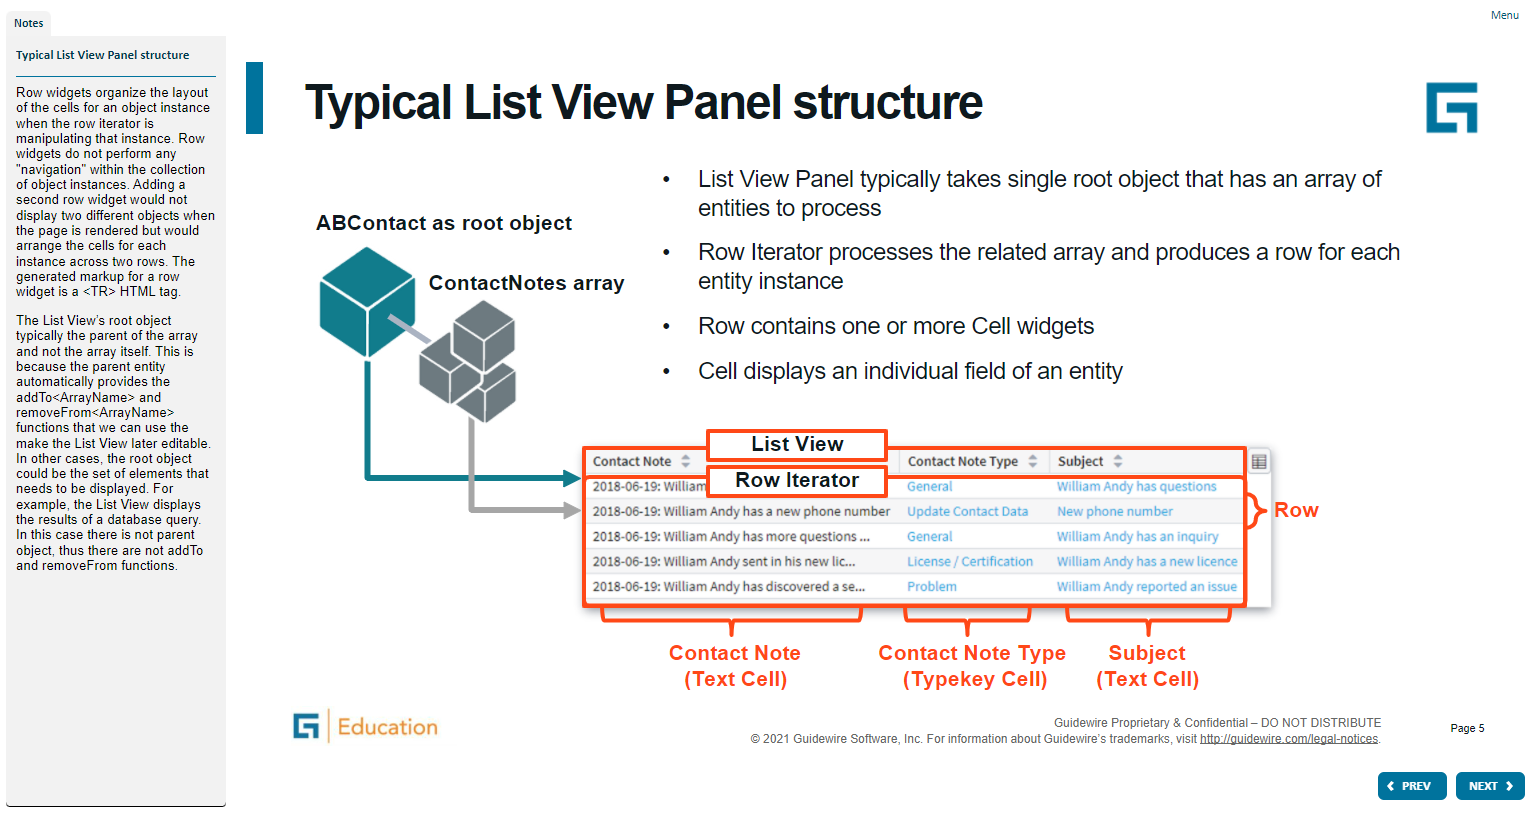 Notes
Menu
Typical List View Panel structure
Row widgets organize the layout
of the cells for an object instance
when the row iterator is
manipulating that instance. Row
widgets do not perform any
"navigation" within the collection
of object instances. Adding a
second row widget would not
display two different objects when
the page is rendered but would
arrange the cells for each
instance across two rows. The
generated markup for a row
widget is a <TR> HTML tag.
The List View's root object
typically the parent of the array
and not the array itself. This is
because the parent entity
automatically provides the
addTo<ArrayName> and
removeFrom<ArrayName>
functions that we can use the
make the List View later editable.
In other cases, the root object
could be the set of elements that
needs to be displayed. For
example, the List View displays
the results of a database query.
In this case there is not parent
object, thus there are not addTo
and removeFrom functions.
Typical List View Panel structure
• List View Panel typically takes single root object that has an array of
entities to process
• Row Iterator processes the related array and produces a row for each
entity instance
• Row contains one or more Cell widgets
• Cell displays an individual field of an entity
ABContact as root object
ContactNotes array
List View
Contact Note Contact Note Type Subject
Row Iterator
2018-06-19: William General William Andy has questions
2018-06-19: William Andy has a new phone number Update Contact Data New phone number
Row
2018-06-19: William Andy has more questions ... General William Andy has an inquiry
2018-06-19: William Andy sent in his new lic... License / Certification William Andy has a new licence
2018-06-19: William Andy has discovered a se... Problem William Andy reported an issue
Contact Note Contact Note Type Subject
(Text Cell) (Typekey Cell) (Text Cell)
Education
Guidewire Proprietary & Confidential – DO NOT DISTRIBUTE
© 2021 Guidewire Software, Inc. For information about Guidewire's trademarks, visit http://guidewire.com/legal-notices.
Page 5
PREV NEXT